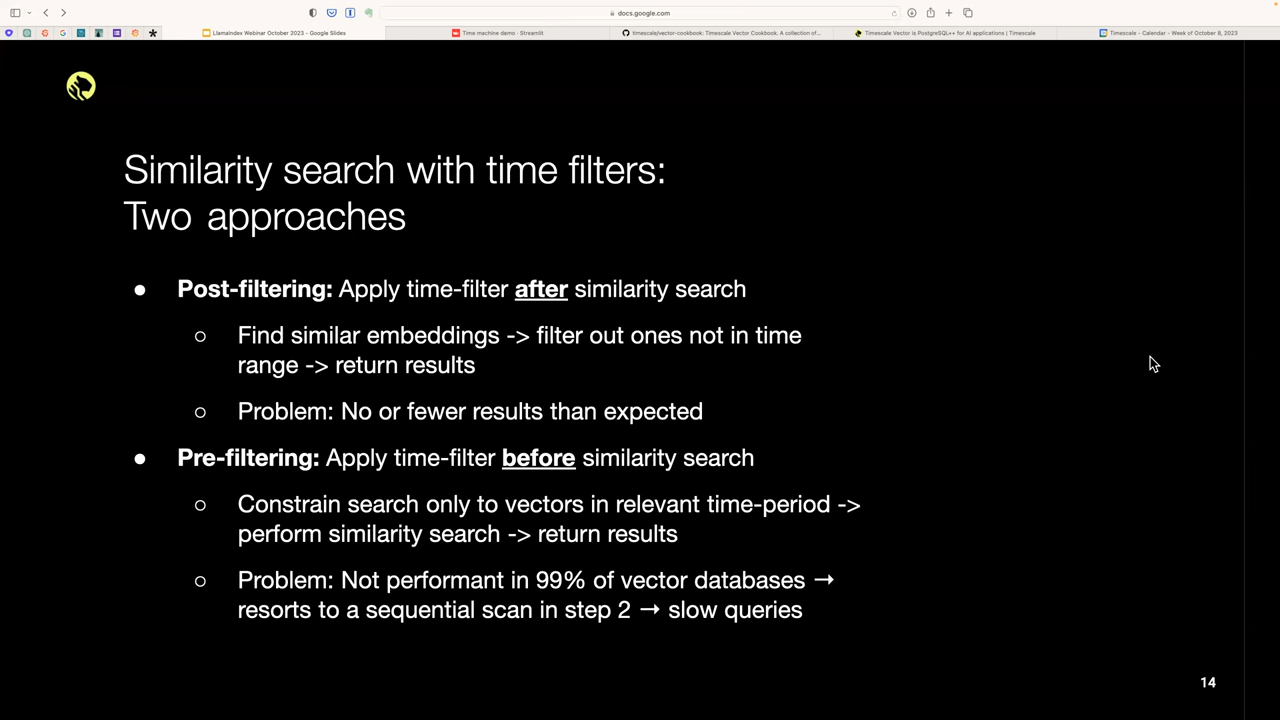 docs.google.com
LlamaIndex Webinar October 2023 - Google Slides
Time machine demo · Streamlit
timescale/vector-cookbook: Timescale Vector Cookbook. A collection of...
Timescale Vector is PostgreSQL++ for AI applications | Timescale
Timescale - Calendar - Week of October 8, 2023
Similarity search with time filters:
Two approaches
● Post-filtering: Apply time-filter after similarity search
○ Find similar embeddings -> filter out ones not in time
range -> return results
○ Problem: No or fewer results than expected
● Pre-filtering: Apply time-filter before similarity search
○ Constrain search only to vectors in relevant time-period ->
perform similarity search -> return results
○ Problem: Not performant in 99% of vector databases →
resorts to a sequential scan in step 2 → slow queries
14